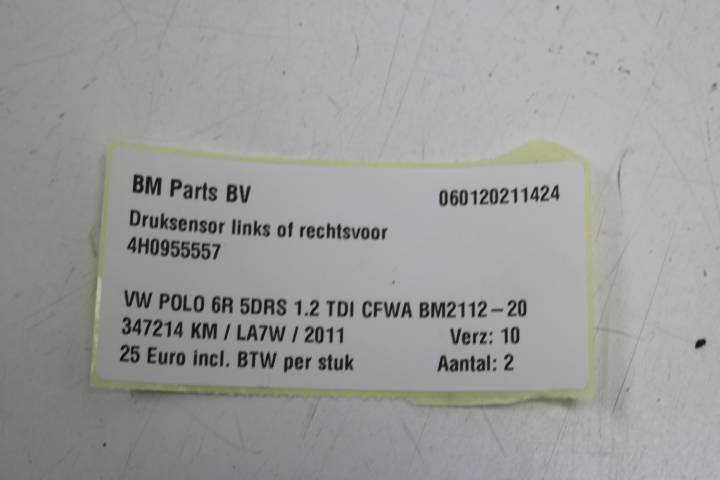 BM Parts BV 060120211424
Druksensor links of rechtsvoor
4H0955557
VW POLO 6R 5DRS 1.2 TDI CFWA BM2112-20
347214 KM / LA7W / 2011 Verz: 10
25 Euro incl. BTW per stuk Aantal: 2